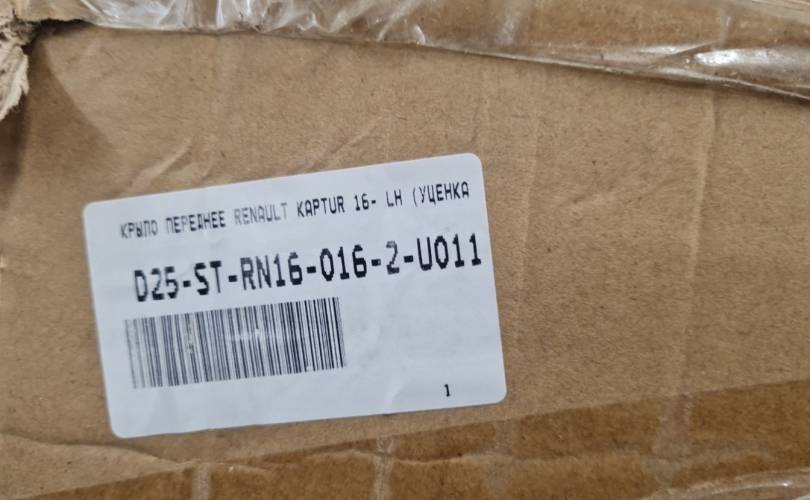 КРЫЛО ПЕРЕДНЕЕ RENAULT KAPTUR 16- LH (УЦЕНКА
D25-ST-RN16-016-2-U011
1